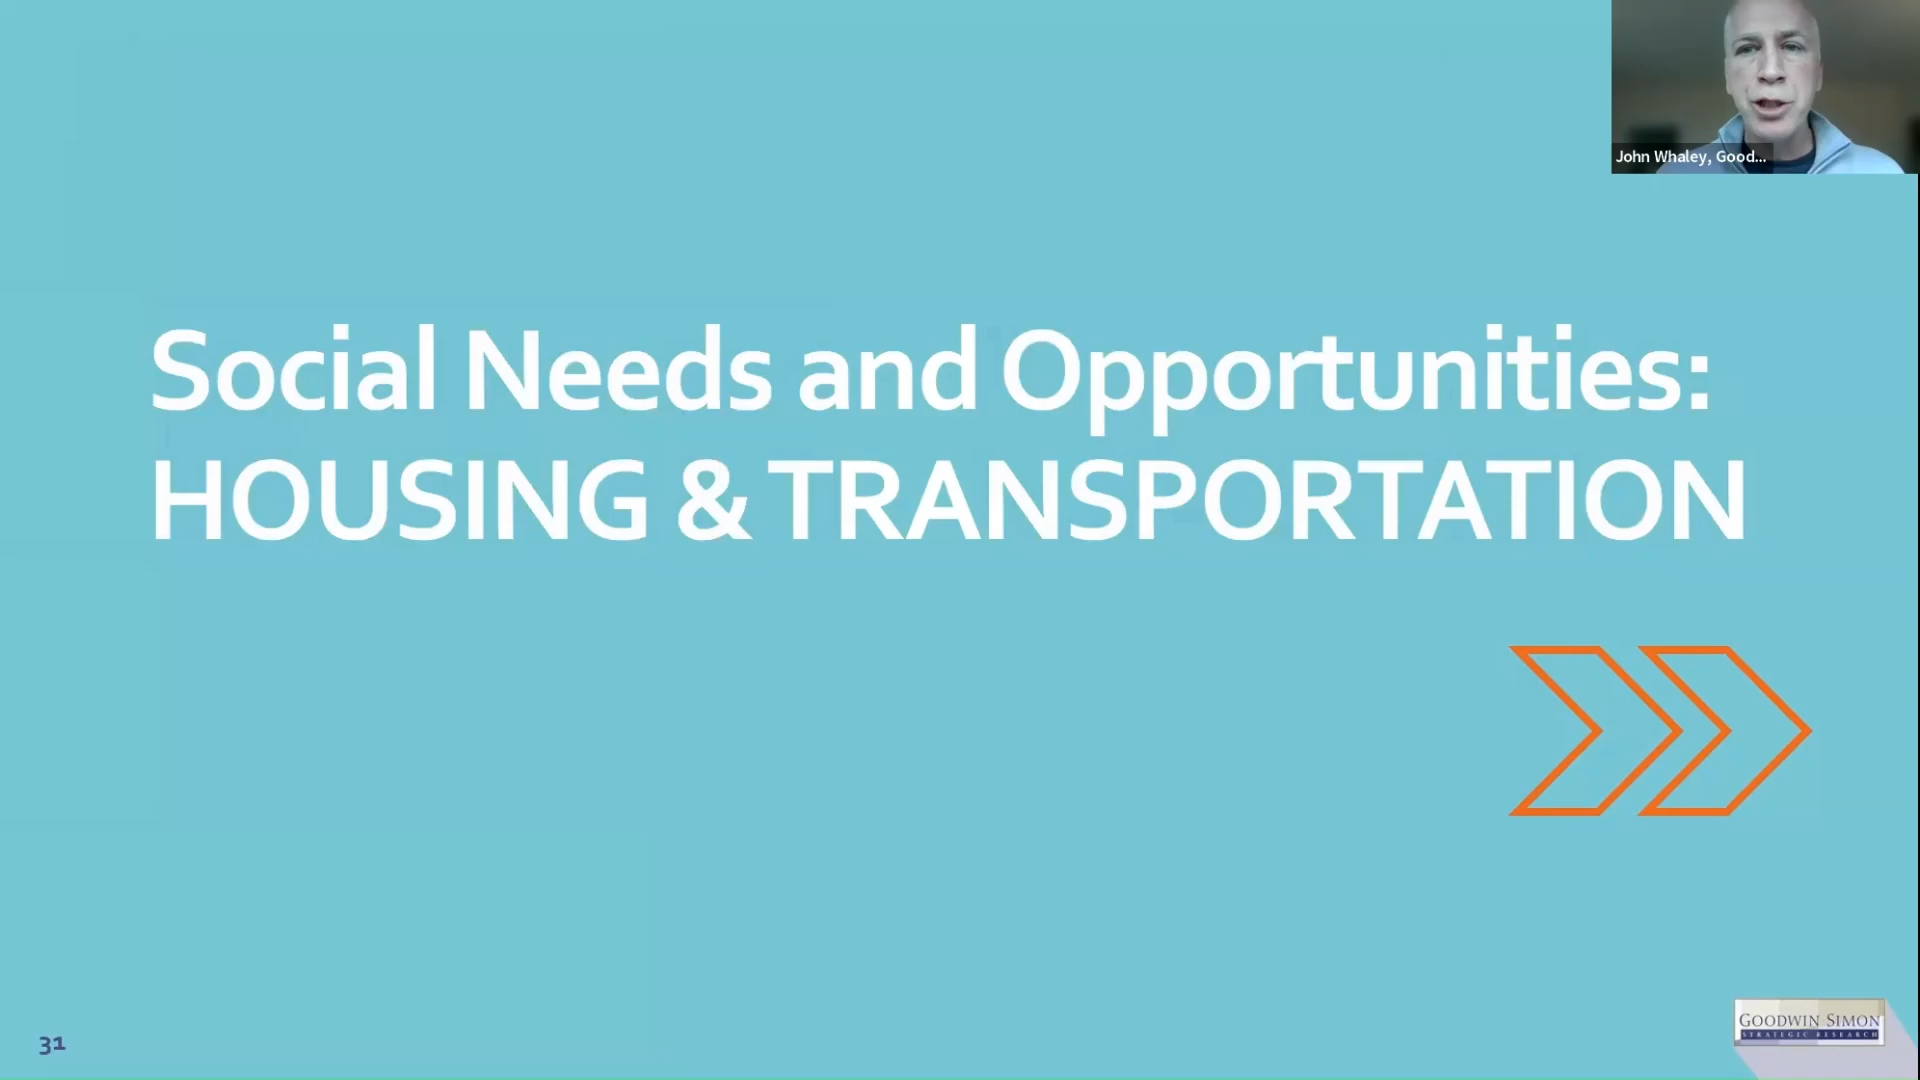 John Whaley, Good...
Social Needs and Opportunities:
HOUSING & TRANSPORTATION
31
GOODWIN SIMON
STRATEGIC RESEARCH